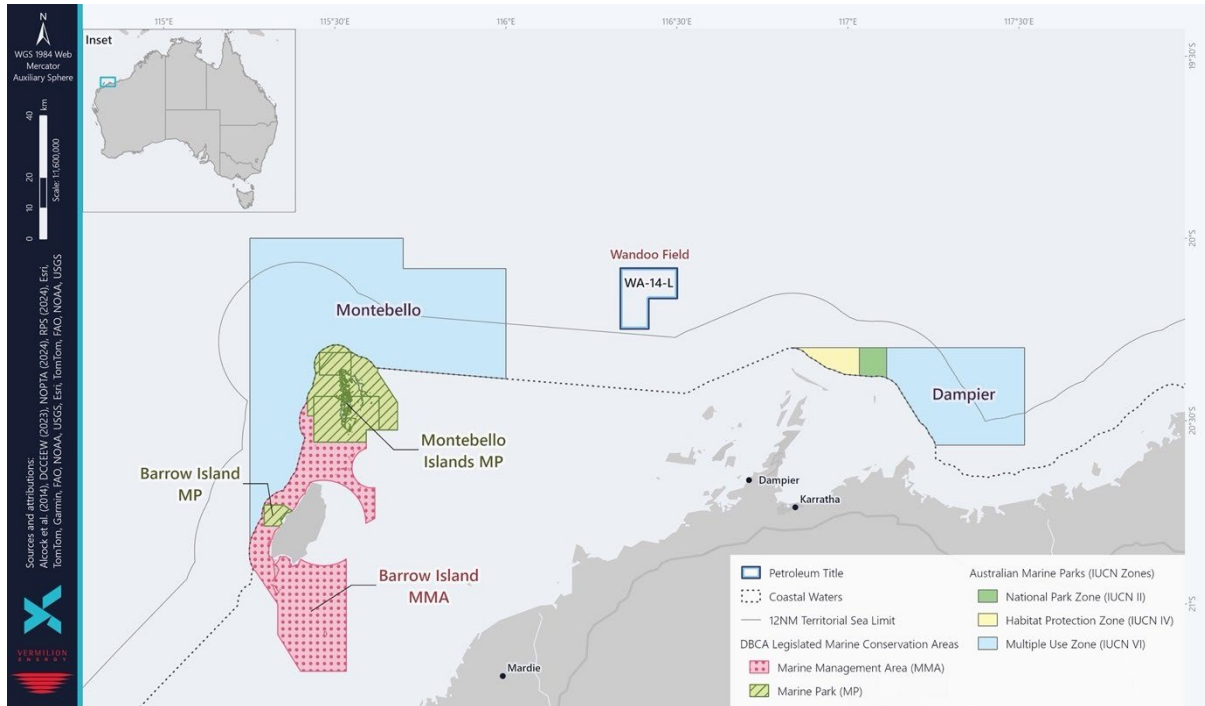 N
WGS 1984 Web
Mercator
Auxiliary Sphere
0 10 20 40
km
Scale: 1:1,600,000
Sources and attributions:
Alcock et al. (2014), DCCEEW (2023), NOPTA (2024), RPS (2024), Esri,
TomTom, Garmin, FAO, NOAA, USGS, Esri, TomTom, FAO, NOAA, USGS
VERMILION
ENERGY
115°E
115°30'E
116°E
116°30'E
117°E
117°30'E
19°30'S
20°S
20°30'S
21°S
Inset
Wandoo Field
WA-14-L
Montebello
Dampier
Montebello
Islands MP
Barrow Island
MP
Dampier
Karratha
Barrow Island
MMA
Mardie
Petroleum Title
Coastal Waters
12NM Territorial Sea Limit
DBCA Legislated Marine Conservation Areas
Marine Management Area (MMA)
Marine Park (MP)
Australian Marine Parks (IUCN Zones)
National Park Zone (IUCN II)
Habitat Protection Zone (IUCN IV)
Multiple Use Zone (IUCN VI)